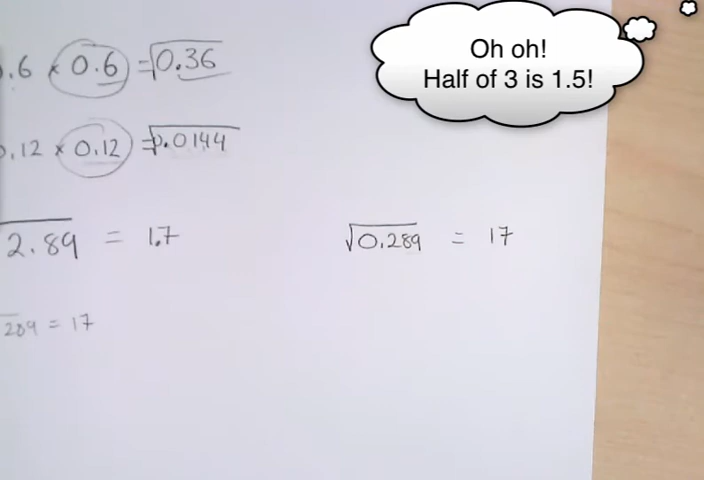 Oh oh!
Half of 3 is 1.5!
.6 × 0.6 = √0.36
0.12 × 0.12 = √0.0144
2.89 = 1.7
√0.289 = 17
289 = 17